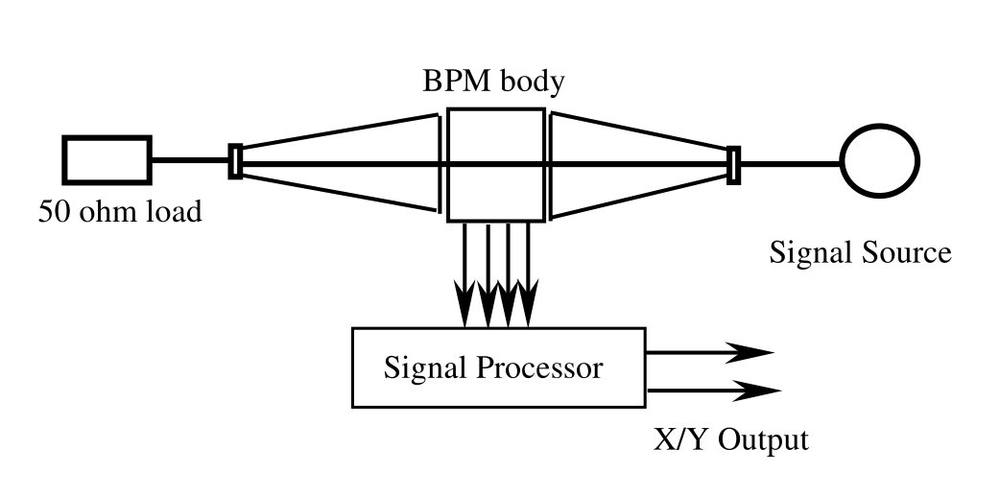 BPM body
50 ohm load
Signal Source
Signal Processor
X/Y Output